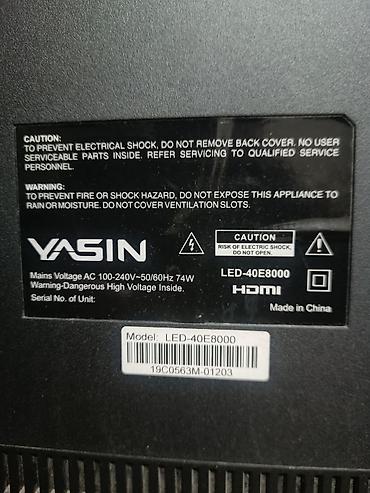 CAUTION:
TO PREVENT ELECTRICAL SHOCK, DO NOT REMOVE BACK COVER. NO USER
SERVICEABLE PARTS INSIDE. REFER SERVICING TO QUALIFIED SERVICE
PERSONNEL.
WARNING:
TO PREVENT FIRE OR SHOCK HAZARD, DO NOT EXPOSE THIS APPLIANCE TO
RAIN OR MOISTURE. DO NOT COVER VENTILATION SLOTS.
YASIN
CAUTION
RISK OF ELECTRIC SHOCK,
DO NOT OPEN.
Mains Voltage AC 100-240V~50/60Hz 74W
Warning-Dangerous High Voltage Inside.
Serial No. of Unit:
LED-40E8000
HDMI
Made in China
Model: LED-40E8000
19C0563M-01203